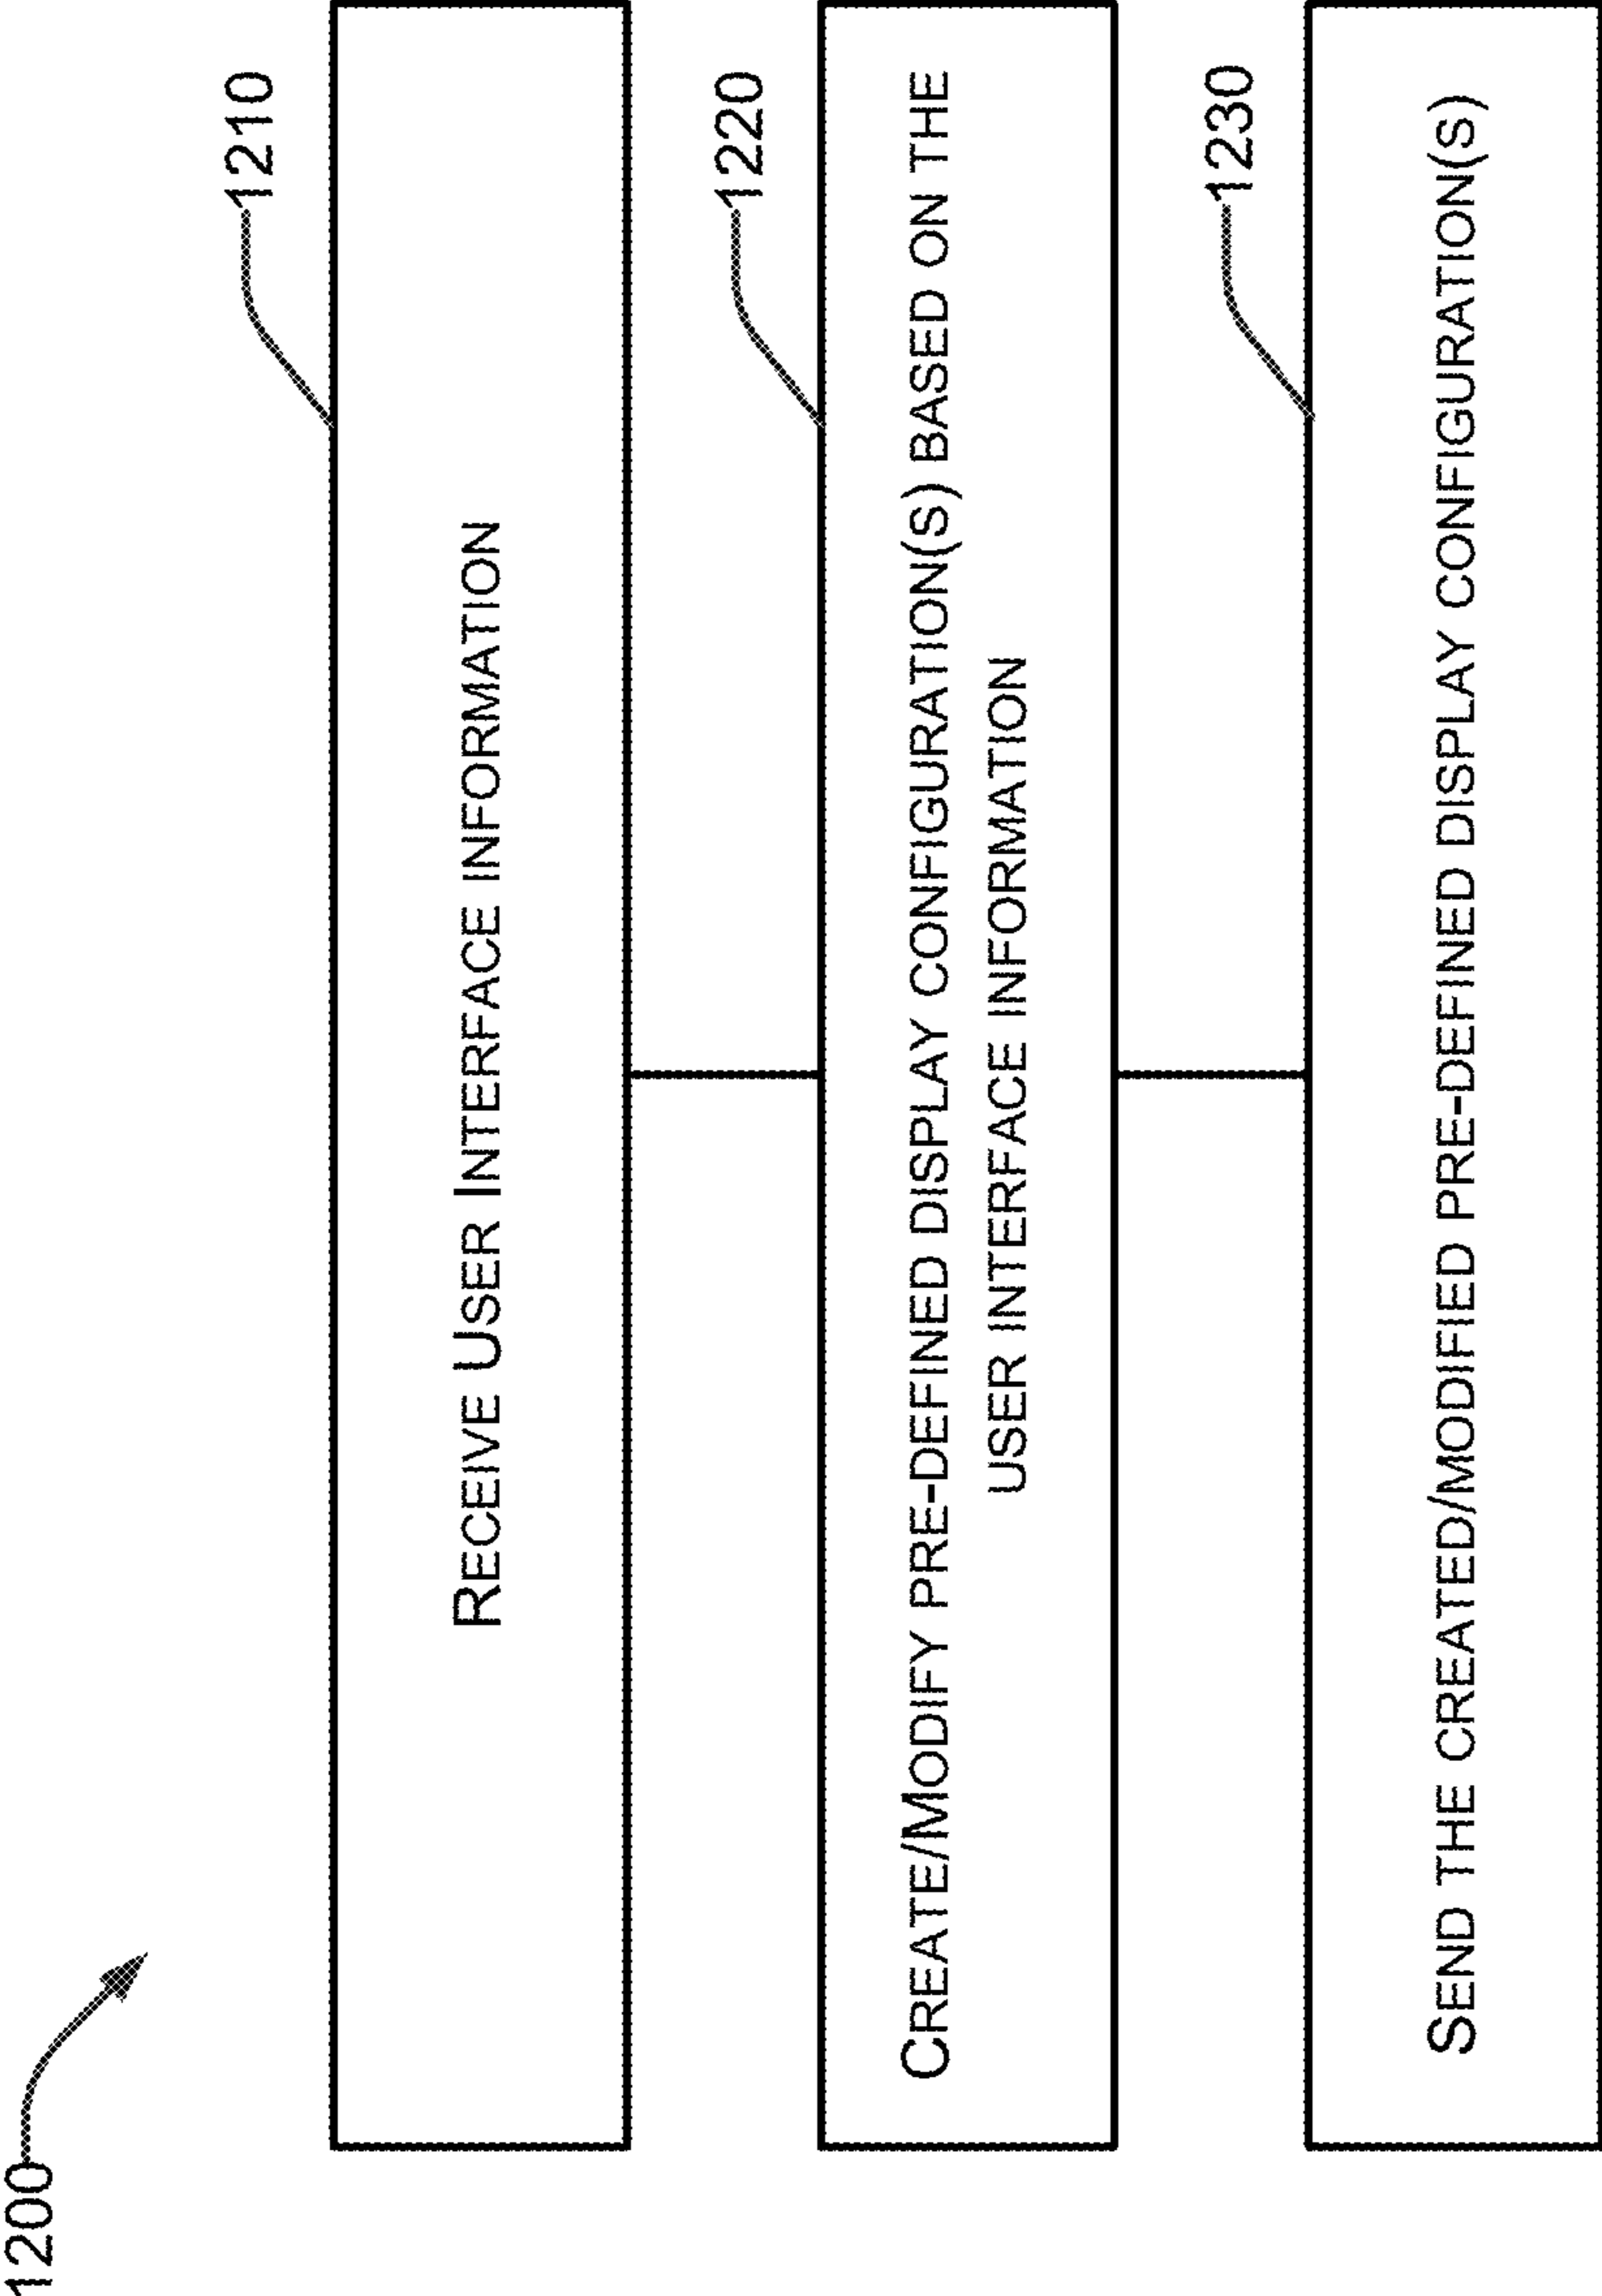 1200
1210
RECEIVE USER INTERFACE INFORMATION
1220
CREATE/MODIFY PRE-DEFINED DISPLAY CONFIGURATION(S) BASED ON THE
USER INTERFACE INFORMATION
1230
SEND THE CREATED/MODIFIED PRE-DEFINED DISPLAY CONFIGURATION(S)